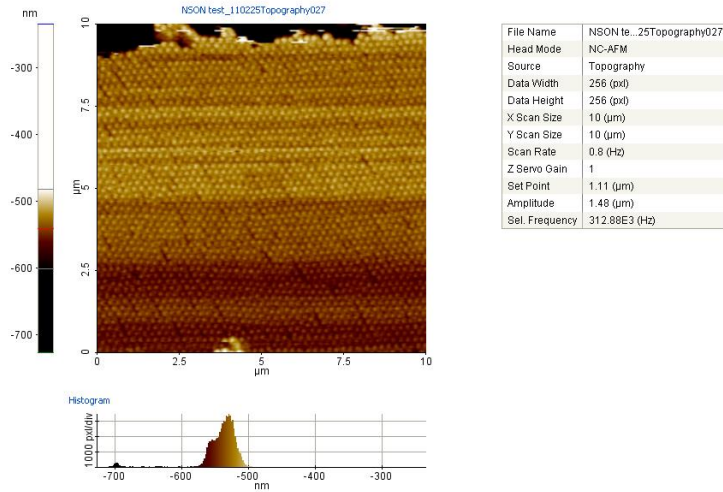 nm
NSON test_110225Topography027
-300
-400
-500
-600
-700
10
7.5
5
2.5
0
µm
0 2.5 5 7.5 10
µm
File Name NSON te...25Topography027
Head Mode NC-AFM
Source Topography
Data Width 256 (pxl)
Data Height 256 (pxl)
X Scan Size 10 (µm)
Y Scan Size 10 (µm)
Scan Rate 0.8 (Hz)
Z Servo Gain 1
Set Point 1.11 (µm)
Amplitude 1.48 (µm)
Sel. Frequency 312.88E3 (Hz)
Histogram
1000 pxl/div
-700 -600 -500 -400 -300
nm